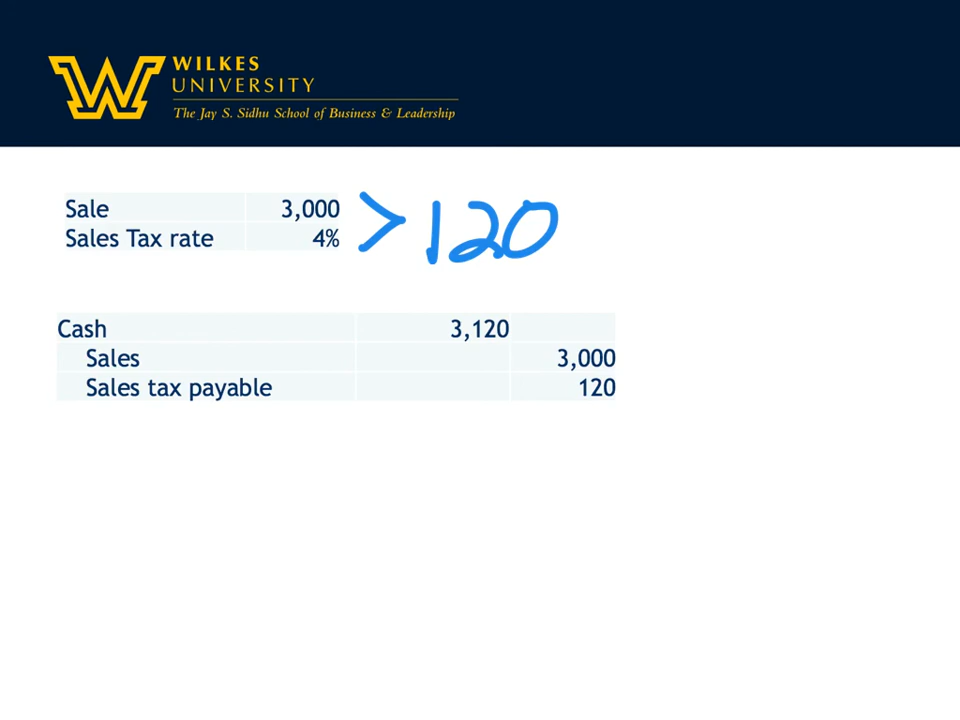 WILKES
UNIVERSITY
The Jay S. Sidhu School of Business & Leadership
Sale 3,000
Sales Tax rate 4%
> 120
Cash 3,120
Sales 3,000
Sales tax payable 120